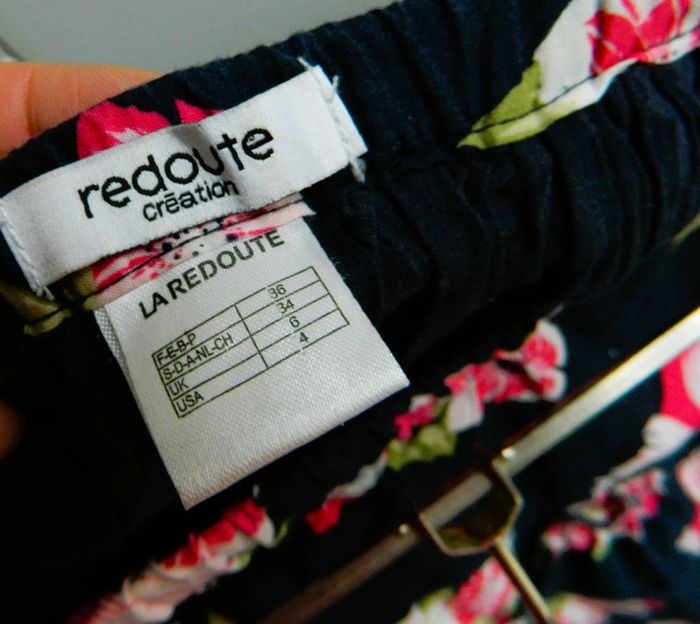 redoute
création
LA REDOUTE
F-E-B-P 36
S-D-A-NL-CH 34
UK 6
USA 4